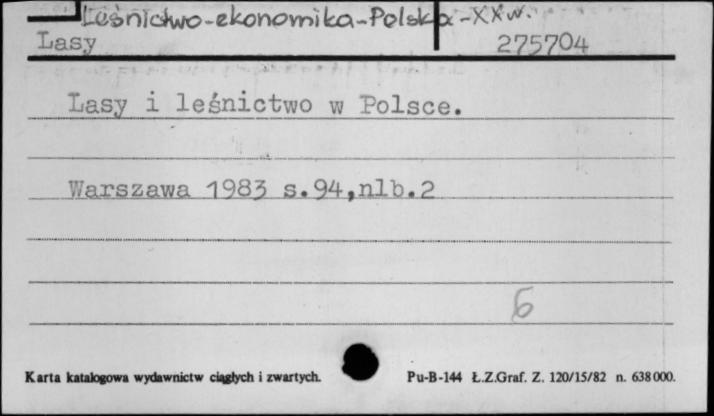 Leśnictwo-ekonomika-Polska-XXw.
Lasy 275704
Lasy i leśnictwo w Polsce.
Warszawa 1983 s.94,nlb.2
6
Karta katalogowa wydawnictw ciągłych i zwartych. Pu-B-144 Ł.Z.Graf. Z. 120/15/82 n. 638000.